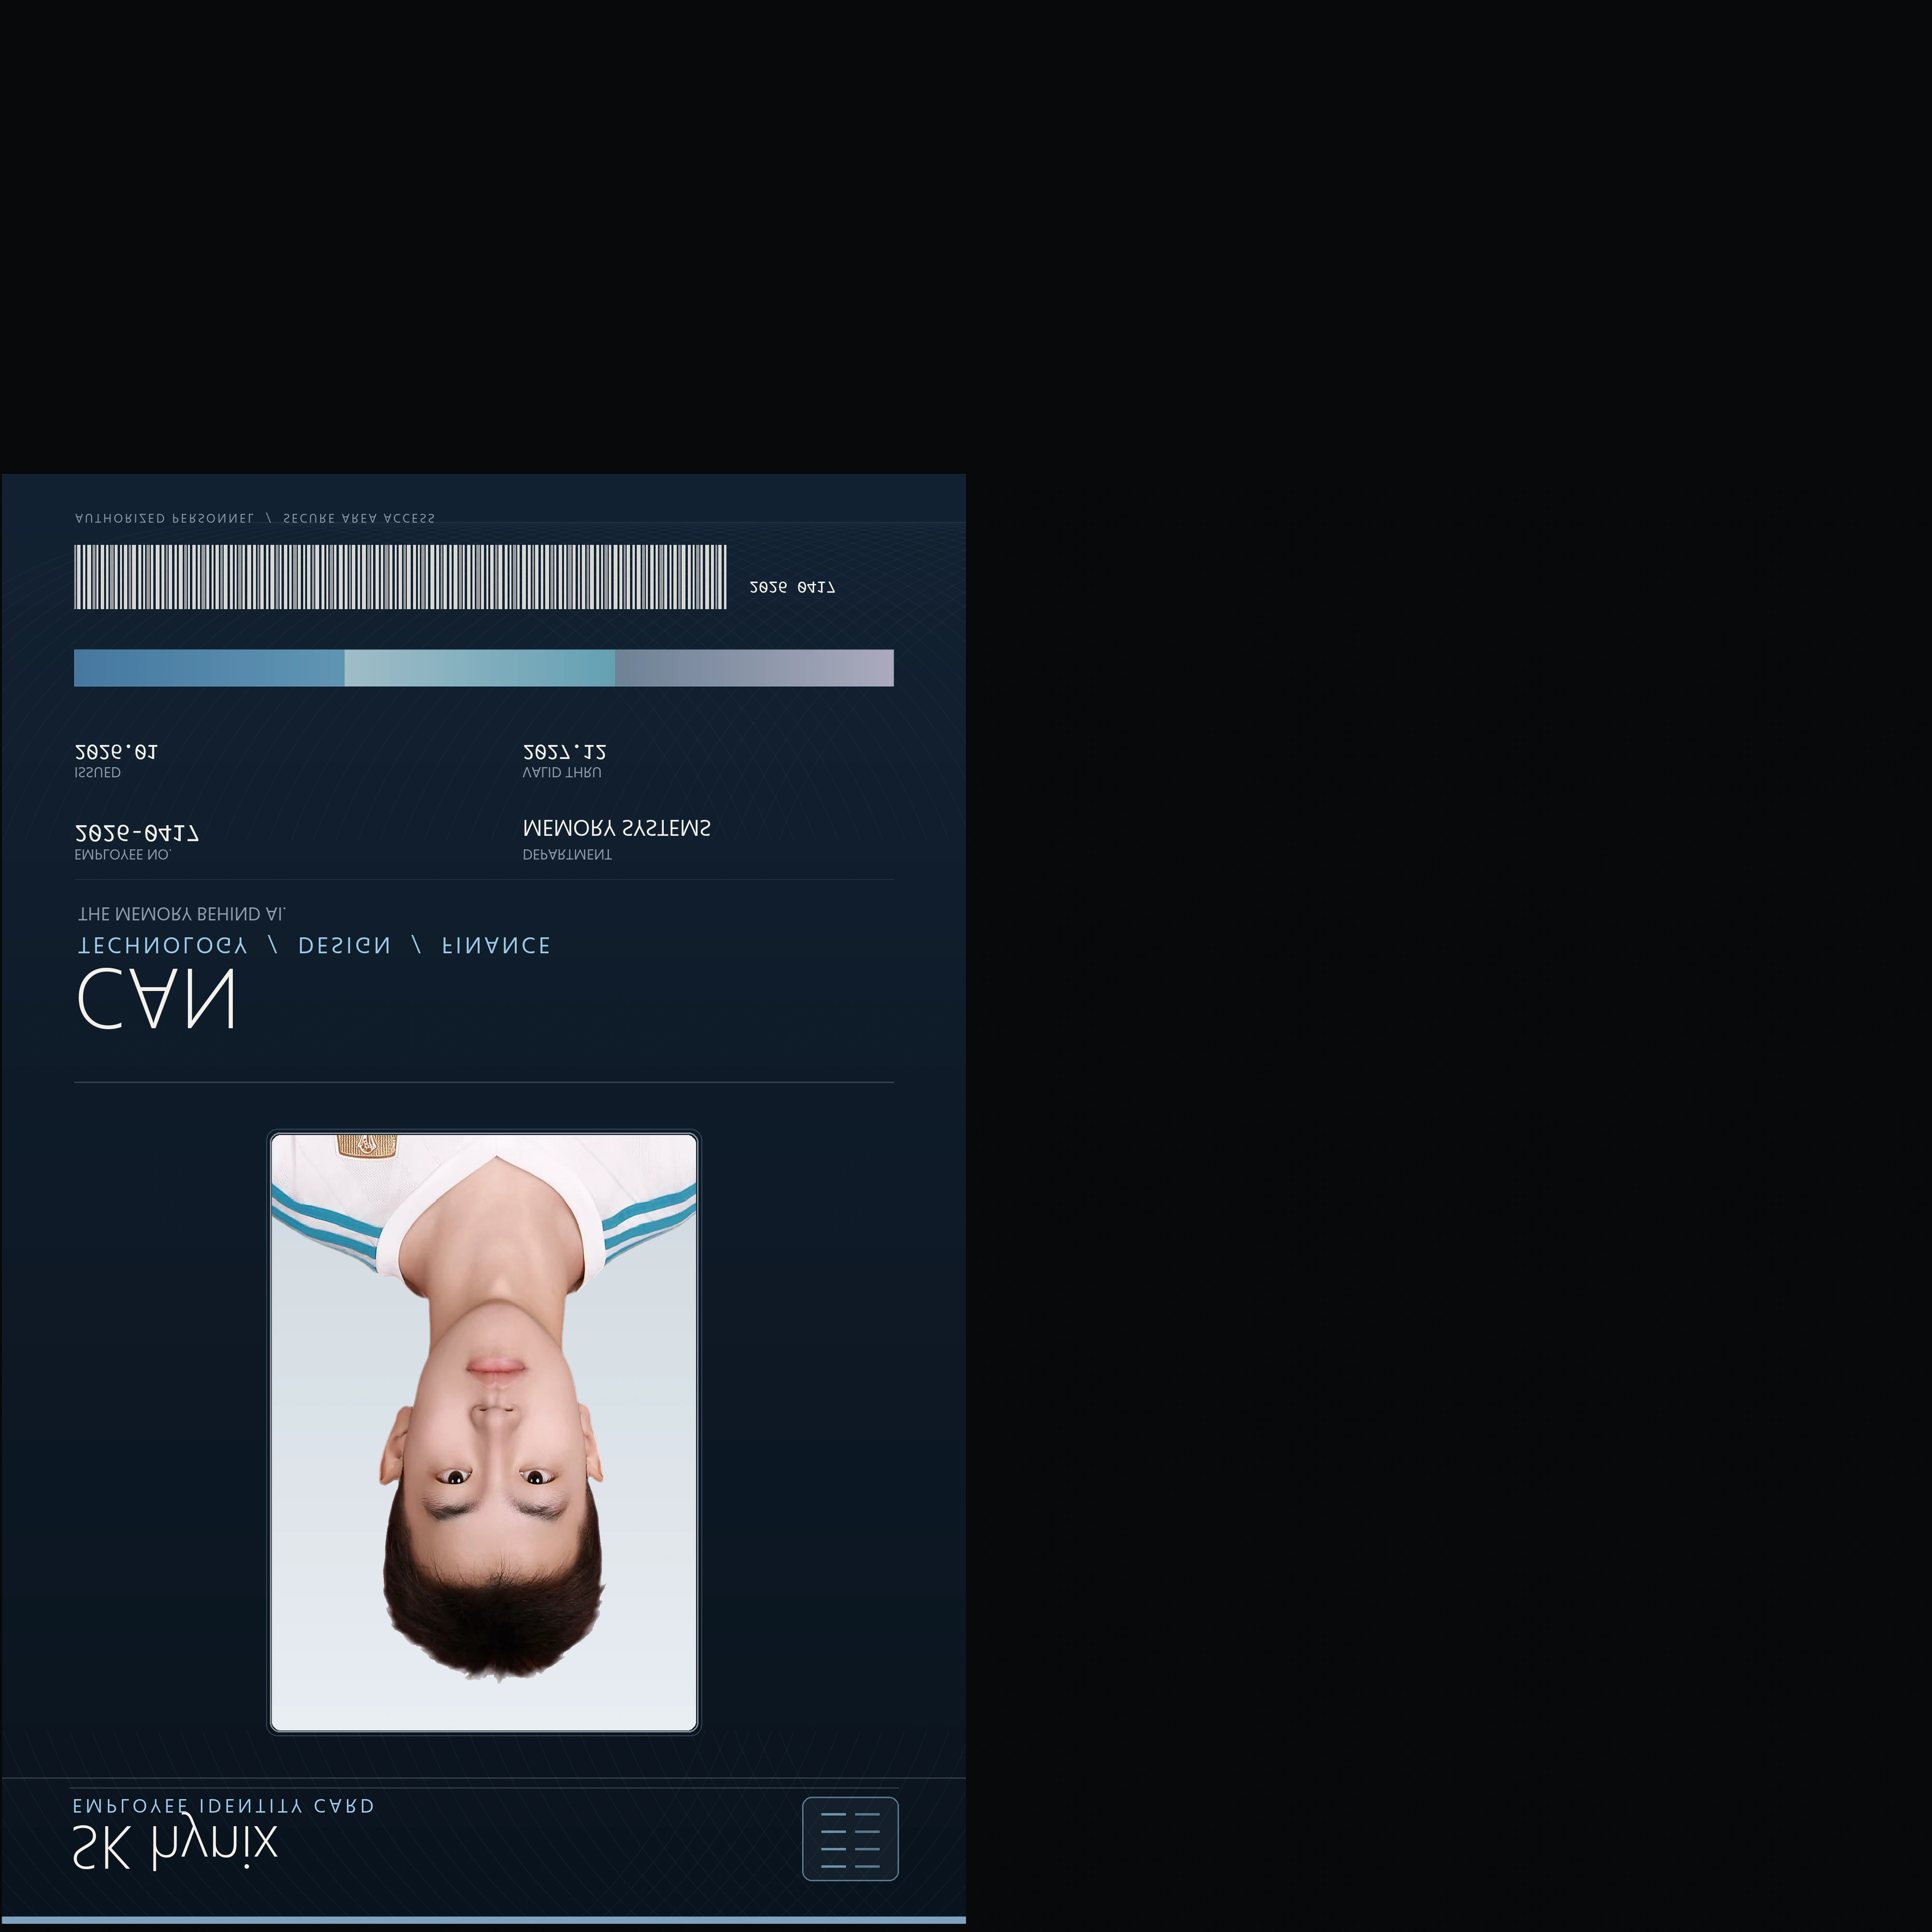 SK hynix
EMPLOYEE IDENTITY CARD
CAN
TECHNOLOGY / DESIGN / FINANCE
THE MEMORY BEHIND AI.
EMPLOYEE NO.
2026-0417
DEPARTMENT
MEMORY SYSTEMS
ISSUED
2026.01
VALID THRU
2027.12
2026 0417
AUTHORIZED PERSONNEL / SECURE AREA ACCESS